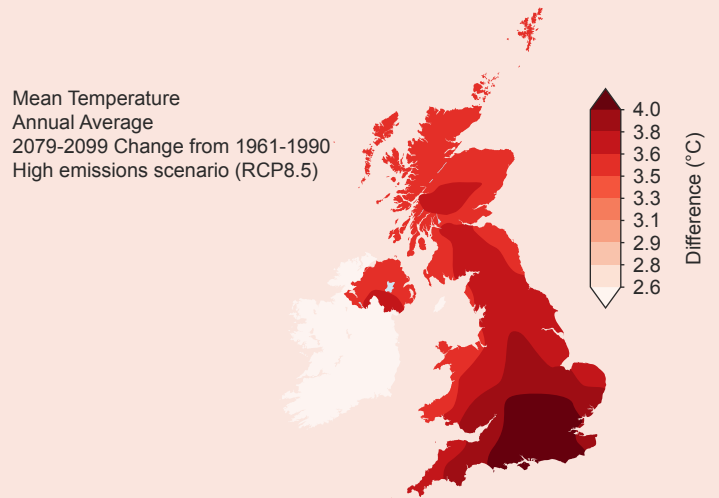 Mean Temperature
Annual Average
2079-2099 Change from 1961-1990
High emissions scenario (RCP8.5)
4.0
3.8
3.6
3.5
3.3
3.1
2.9
2.8
2.6
Difference (°C)